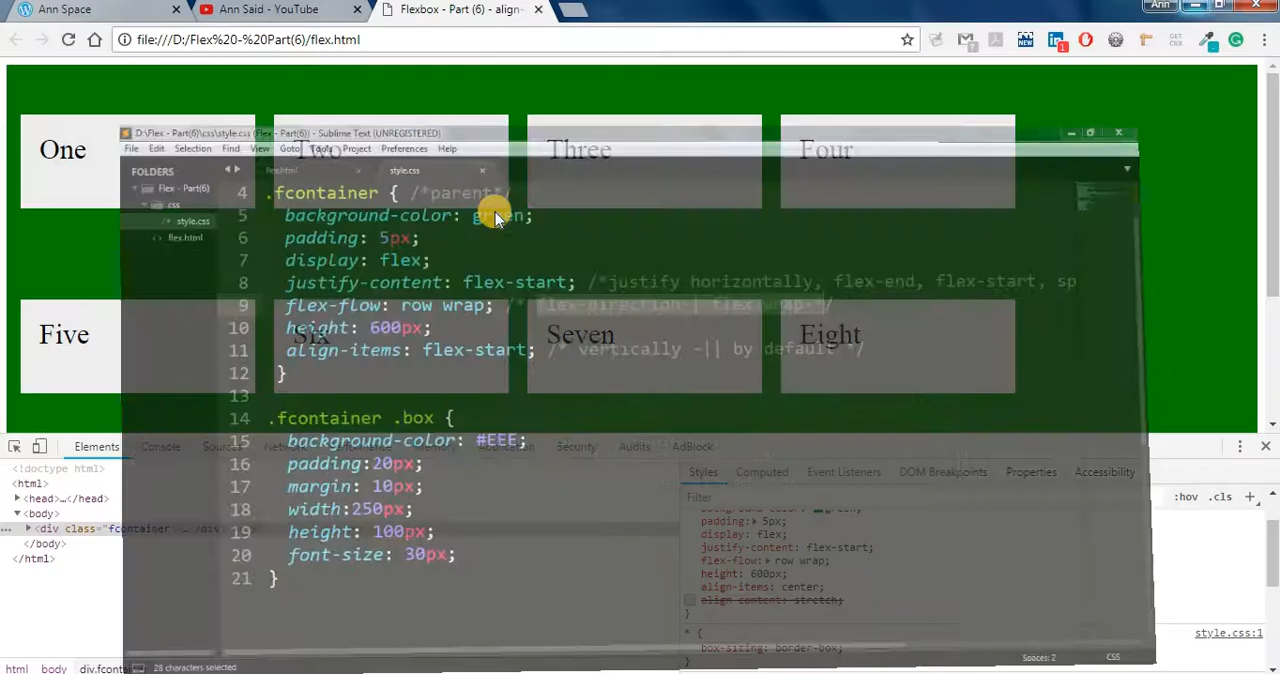 Ann Space
Ann Said - YouTube
Flexbox - Part (6) - align-
Ann
file:///D:/Flex%20-%20Part(6)/flex.html
One
Two
Three
Four
Five
Six
Seven
Eight
D:\Flex - Part(6)\css\style.css (Flex - Part(6)) - Sublime Text (UNREGISTERED)
File Edit Selection Find View Goto Tools Project Preferences Help
FOLDERS
Flex - Part(6)
css
style.css
flex.html
flex.html
style.css
4 .fcontainer { /*parent*/
5 background-color: green;
6 padding: 5px;
7 display: flex;
8 justify-content: flex-start; /*justify horizontally, flex-end, flex-start, sp
9 flex-flow: row wrap; /* flex-direction-| flex wrap-*/
10 height: 600px;
11 align-items: flex-start; /* vertically -|| by default */
12 }
13
14 .fcontainer .box {
15 background-color: #EEE;
16 padding:20px;
17 margin: 10px;
18 width:250px;
19 height: 100px;
20 font-size: 30px;
21 }
28 characters selected
Spaces: 2
CSS
Elements Console Sources Network Performance Memory Application Security Audits AdBlock
<!doctype html>
<html>
<head>…</head>
<body>
<div class="fcontainer">…</div>
</body>
</html>
html body div.fcontainer
Styles Computed Event Listeners DOM Breakpoints Properties Accessibility
Filter
:hov .cls +
background-color: green;
padding: 5px;
display: flex;
justify-content: flex-start;
flex-flow: row wrap;
height: 600px;
align-items: center;
align-content: stretch;
}
* {
style.css:1
box-sizing: border-box;
}